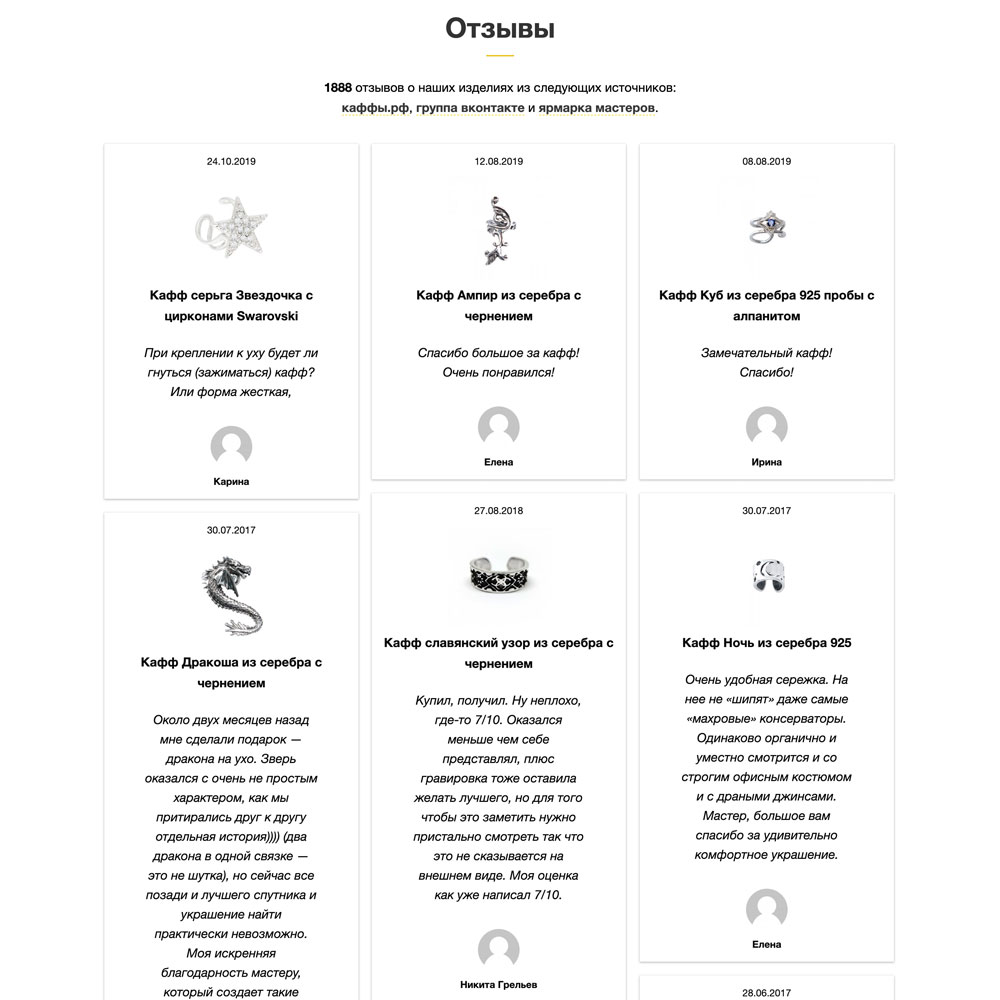 Отзывы
1888 отзывов о наших изделиях из следующих источников:
каффы.рф, группа вконтакте и ярмарка мастеров.
24.10.2019
Кафф серьга Звездочка с
цирконами Swarovski
При креплении к уху будет ли
гнуться (зажиматься) кафф?
Или форма жесткая,
Карина
30.07.2017
Кафф Дракоша из серебра с
чернением
Около двух месяцев назад
мне сделали подарок —
дракона на ухо. Зверь
оказался с очень не простым
характером, как мы
притирались друг к другу
отдельная история)))) (два
дракона в одной связке —
это не шутка), но сейчас все
позади и лучшего спутника и
украшение найти
практически невозможно.
Моя искренняя
благодарность мастеру,
который создает такие
12.08.2019
Кафф Ампир из серебра с
чернением
Спасибо большое за кафф!
Очень понравился!
Елена
27.08.2018
Кафф славянский узор из серебра с
чернением
Купил, получил. Ну неплохо,
где-то 7/10. Оказался
меньше чем себе
представлял, плюс
гравировка тоже оставила
желать лучшего, но для того
чтобы это заметить нужно
пристально смотреть так что
это не сказывается на
внешнем виде. Моя оценка
как уже написал 7/10.
Никита Грельев
08.08.2019
Кафф Куб из серебра 925 пробы с
алпанитом
Замечательный кафф!
Спасибо!
Ирина
30.07.2017
Кафф Ночь из серебра 925
Очень удобная сережка. На
нее не «шипят» даже самые
«махровые» консерваторы.
Одинаково органично и
уместно смотрится и со
строгим офисным костюмом
и с драными джинсами.
Мастер, большое вам
спасибо за удивительно
комфортное украшение.
Елена
28.06.2017